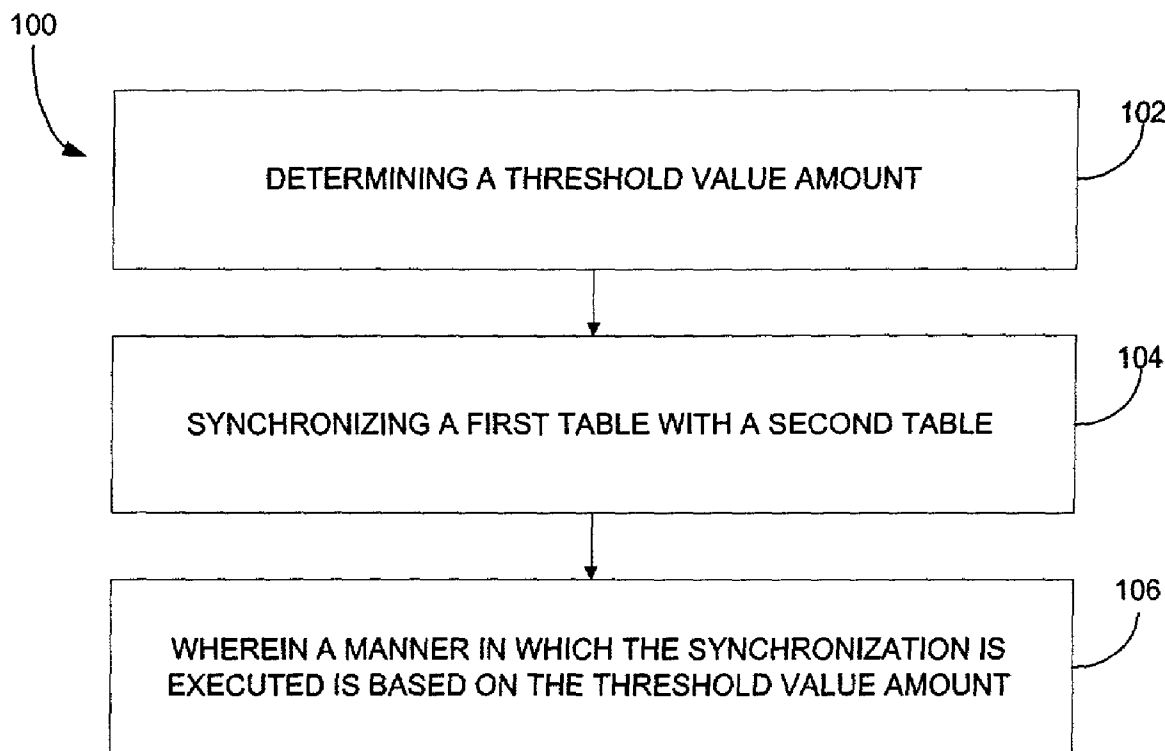 100
102
DETERMINING A THRESHOLD VALUE AMOUNT
104
SYNCHRONIZING A FIRST TABLE WITH A SECOND TABLE
106
WHEREIN A MANNER IN WHICH THE SYNCHRONIZATION IS
EXECUTED IS BASED ON THE THRESHOLD VALUE AMOUNT